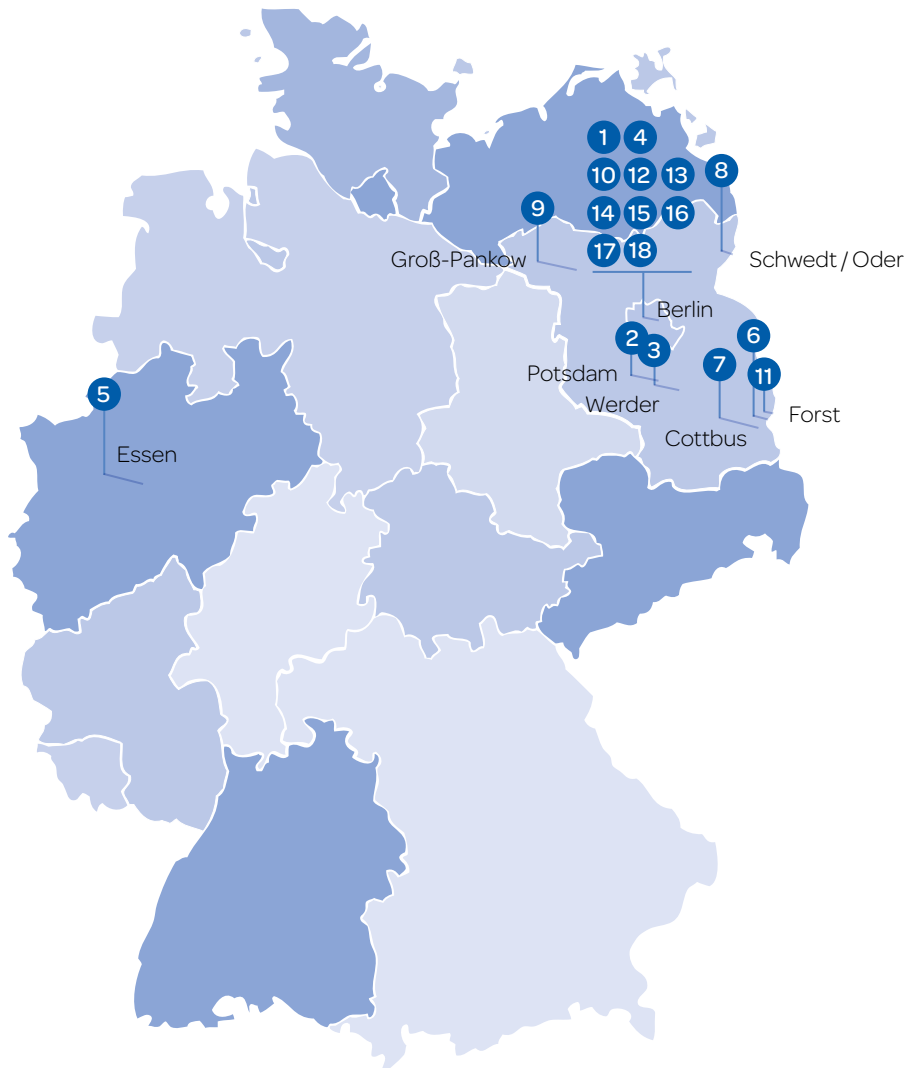 1 4
10 12 13 8
9 14 15 16
17 18
Groß-Pankow
Schwedt / Oder
Berlin
2 3 6
7 11
Potsdam
5
Werder
Forst
Cottbus
Essen